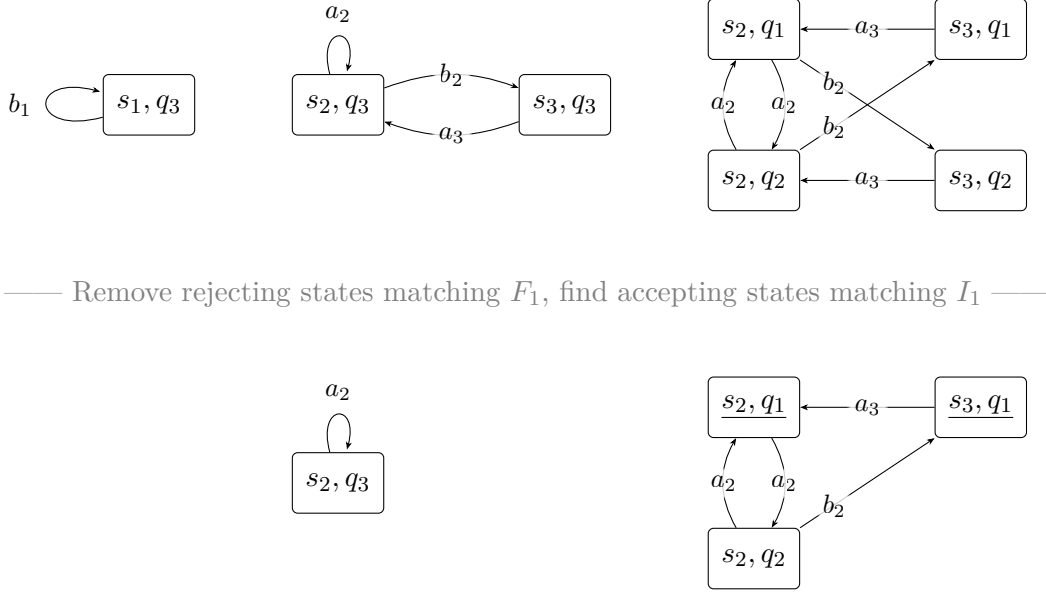 a₂
s₂, q₁ a₃ s₃, q₁
b₁ s₁, q₃ s₂, q₃ b₂ s₃, q₃ a₂ a₂ b₂
a₃ b₂
s₂, q₂ a₃ s₃, q₂
—— Remove rejecting states matching F₁, find accepting states matching I₁ ——
a₂
s₂, q₁ a₃ s₃, q₁
s₂, q₃ a₂ a₂ b₂
s₂, q₂